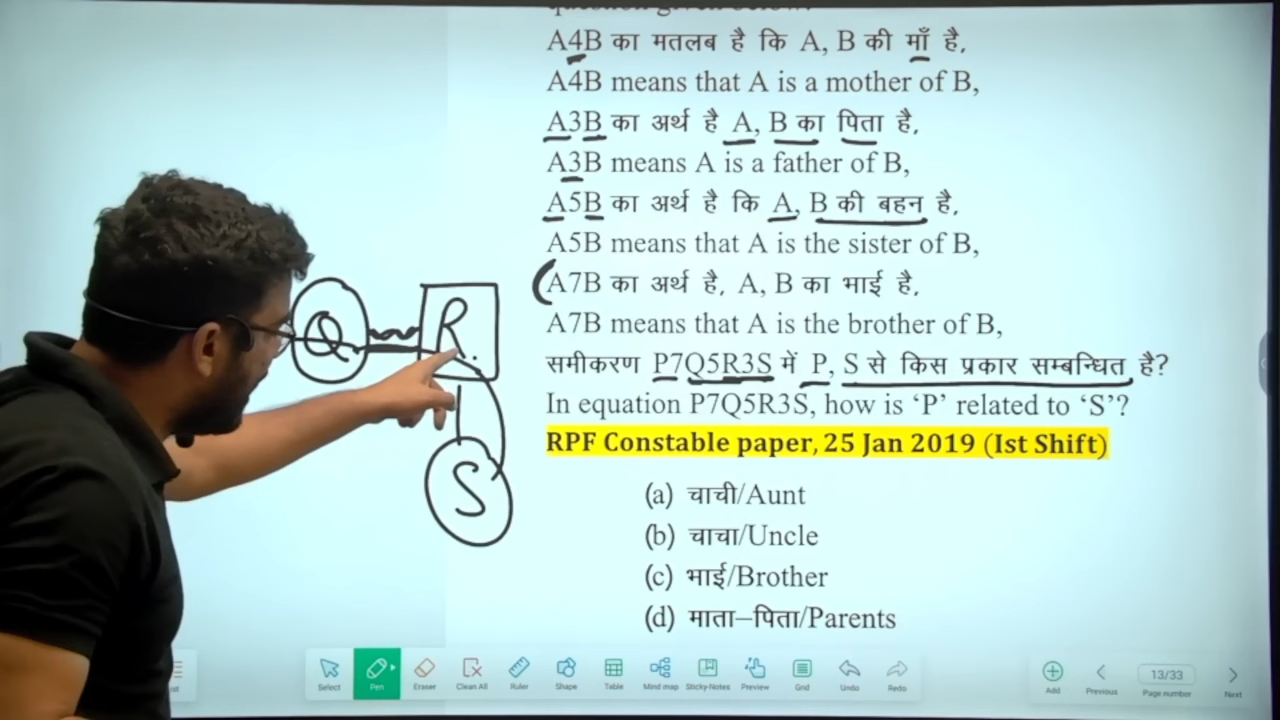 A4B का मतलब है कि A, B की माँ है,
A4B means that A is a mother of B,
A3B का अर्थ है A, B का पिता है,
A3B means A is a father of B,
A5B का अर्थ है कि A, B की बहन है,
A5B means that A is the sister of B,
A7B का अर्थ है, A, B का भाई है,
A7B means that A is the brother of B,
समीकरण P7Q5R3S में P, S से किस प्रकार सम्बन्धित है?
In equation P7Q5R3S, how is ‘P’ related to ‘S’?
RPF Constable paper, 25 Jan 2019 (Ist Shift)
(a) चाची/Aunt
(b) चाचा/Uncle
(c) भाई/Brother
(d) माता–पिता/Parents
Q R.
S
Select Pen Eraser Clean All Ruler Shape Table Mind map Sticky-Notes Preview Grid Undo Redo
Add Previous 13/33 Page number Next